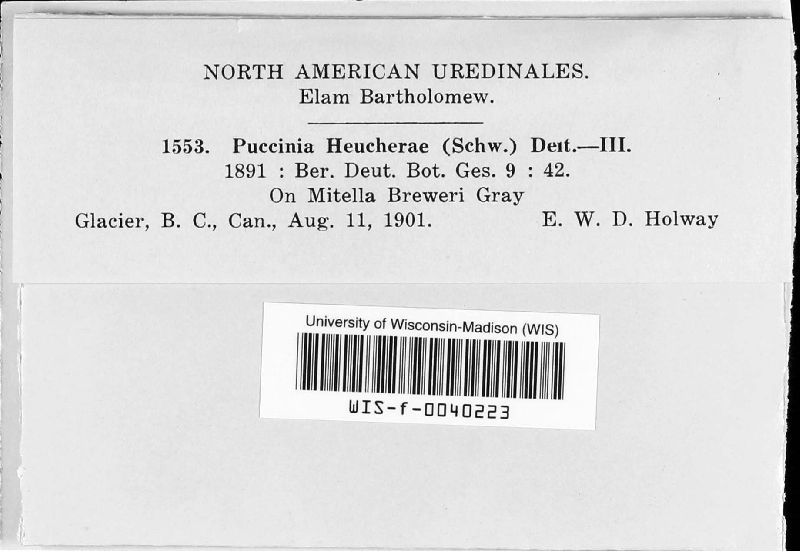 NORTH AMERICAN UREDINALES.
Elam Bartholomew.
1553. Puccinia Heucherae (Schw.) Deit.—III.
1891 : Ber. Deut. Bot. Ges. 9 : 42.
On Mitella Breweri Gray
Glacier, B. C., Can., Aug. 11, 1901. E. W. D. Holway
University of Wisconsin-Madison (WIS)
WIS-f-0040223